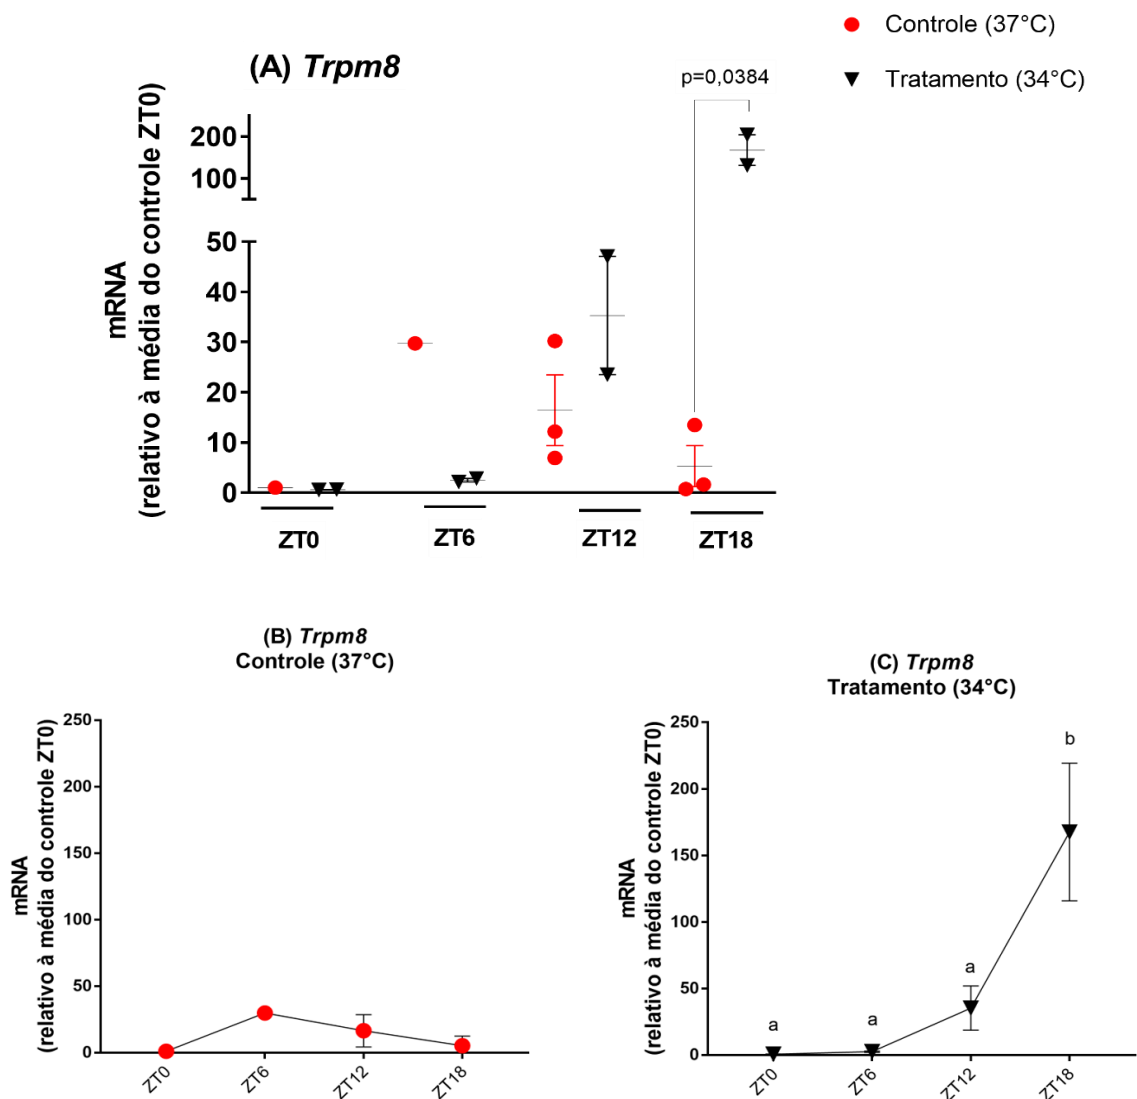 Controle (37°C)
Tratamento (34°C)
(A) Trpm8
p=0,0384
mRNA
(relativo à média do controle ZT0)
200
100
50
40
30
20
10
0
ZT0 ZT6 ZT12 ZT18
(B) Trpm8
Controle (37°C)
mRNA
(relativo à média do controle ZT0)
250
200
150
100
50
0
ZT0 ZT6 ZT12 ZT18
(C) Trpm8
Tratamento (34°C)
mRNA
(relativo à média do controle ZT0)
250
200
150
100
50
0
a a a b
ZT0 ZT6 ZT12 ZT18